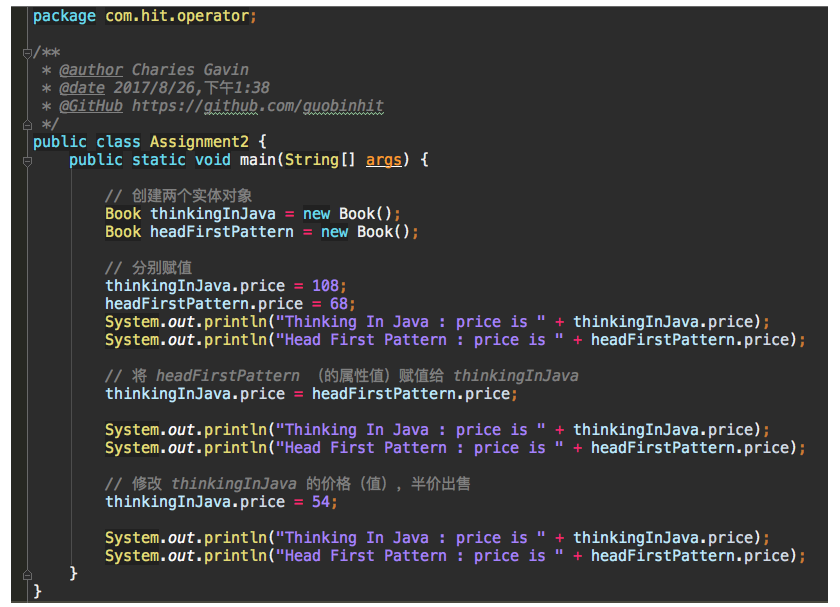 package com.hit.operator;
/**
 * @author Charies Gavin
 * @date 2017/8/26,下午1:38
 * @GitHub https://github.com/guobinhit
 */
public class Assignment2 {
    public static void main(String[] args) {
        // 创建两个实体对象
        Book thinkingInJava = new Book();
        Book headFirstPattern = new Book();
        // 分别赋值
        thinkingInJava.price = 108;
        headFirstPattern.price = 68;
        System.out.println("Thinking In Java : price is " + thinkingInJava.price);
        System.out.println("Head First Pattern : price is " + headFirstPattern.price);
        // 将 headFirstPattern （的属性值）赋值给 thinkingInJava
        thinkingInJava.price = headFirstPattern.price;
        System.out.println("Thinking In Java : price is " + thinkingInJava.price);
        System.out.println("Head First Pattern : price is " + headFirstPattern.price);
        // 修改 thinkingInJava 的价格（值），半价出售
        thinkingInJava.price = 54;
        System.out.println("Thinking In Java : price is " + thinkingInJava.price);
        System.out.println("Head First Pattern : price is " + headFirstPattern.price);
    }
}